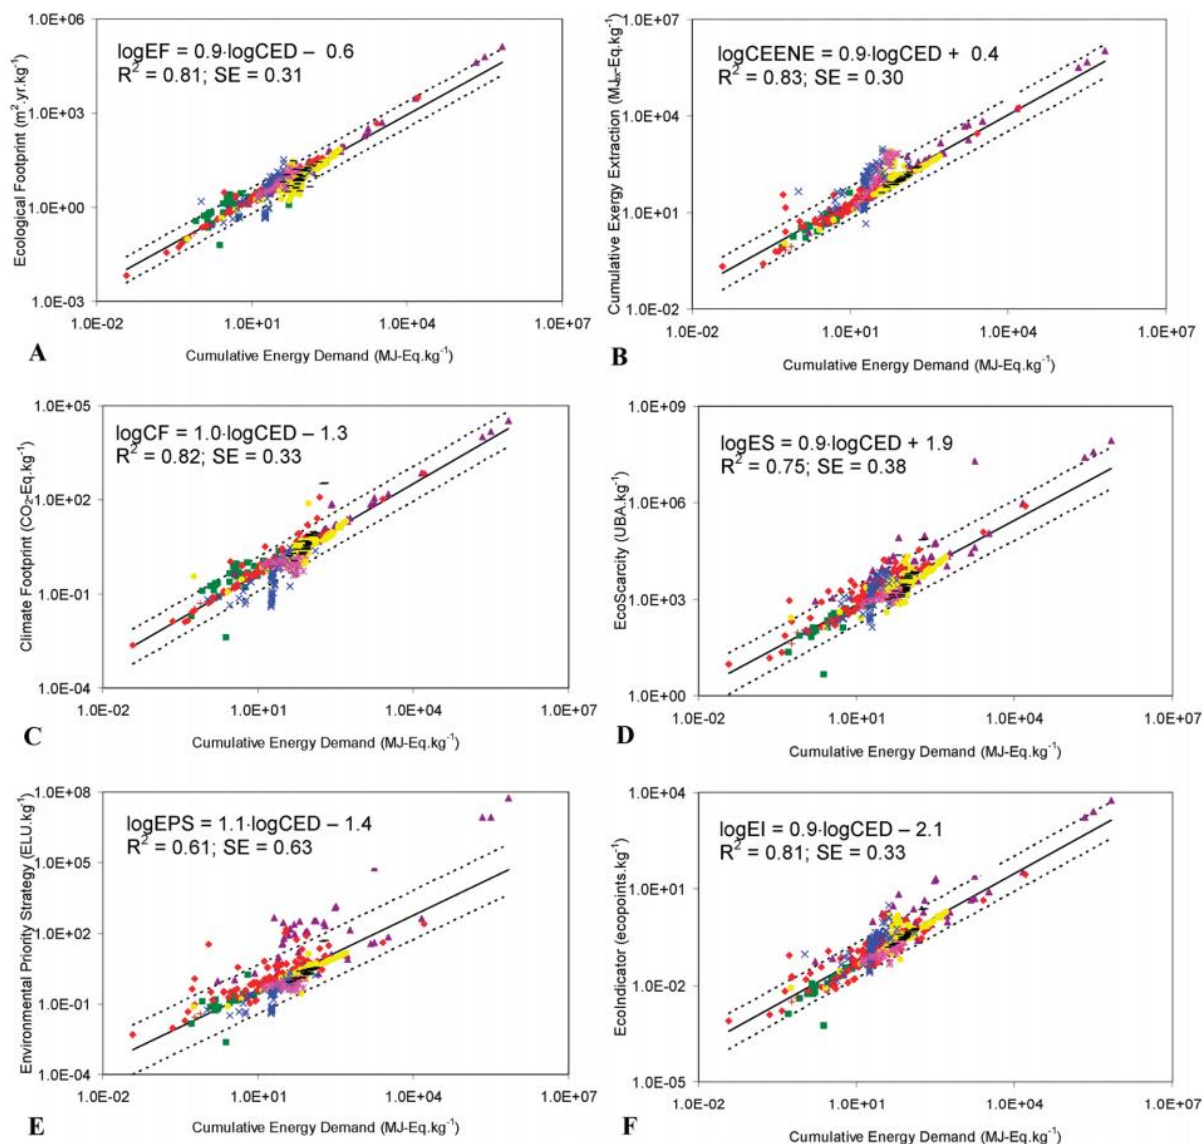 1.0E+06
logEF = 0.9·logCED – 0.6
R² = 0.81; SE = 0.31
1.0E+03
1.0E+00
1.0E-03
Ecological Footprint (m².yr.kg⁻¹)
1.0E-02 1.0E+01 1.0E+04 1.0E+07
A Cumulative Energy Demand (MJ-Eq.kg⁻¹)
1.0E+07
logCEENE = 0.9·logCED + 0.4
R² = 0.83; SE = 0.30
1.0E+04
1.0E+01
1.0E-02
Cumulative Exergy Extraction (MJₑₓ-Eq.kg⁻¹)
1.0E-02 1.0E+01 1.0E+04 1.0E+07
B Cumulative Energy Demand (MJ-Eq.kg⁻¹)
1.0E+05
logCF = 1.0·logCED – 1.3
R² = 0.82; SE = 0.33
1.0E+02
1.0E-01
1.0E-04
Climate Footprint (CO₂-Eq.kg⁻¹)
1.0E-02 1.0E+01 1.0E+04 1.0E+07
C Cumulative Energy Demand (MJ-Eq.kg⁻¹)
1.0E+09
logES = 0.9·logCED + 1.9
R² = 0.75; SE = 0.38
1.0E+06
1.0E+03
1.0E+00
EcoScarcity (UBA.kg⁻¹)
1.0E-02 1.0E+01 1.0E+04 1.0E+07
D Cumulative Energy Demand (MJ-Eq.kg⁻¹)
1.0E+08
logEPS = 1.1·logCED – 1.4
R² = 0.61; SE = 0.63
1.0E+05
1.0E+02
1.0E-01
1.0E-04
Environmental Priority Strategy (ELU.kg⁻¹)
1.0E-02 1.0E+01 1.0E+04 1.0E+07
E Cumulative Energy Demand (MJ-Eq.kg⁻¹)
1.0E+04
logEI = 0.9·logCED – 2.1
R² = 0.81; SE = 0.33
1.0E+01
1.0E-02
1.0E-05
EcoIndicator (ecopoints.kg⁻¹)
1.0E-02 1.0E+01 1.0E+04 1.0E+07
F Cumulative Energy Demand (MJ-Eq.kg⁻¹)